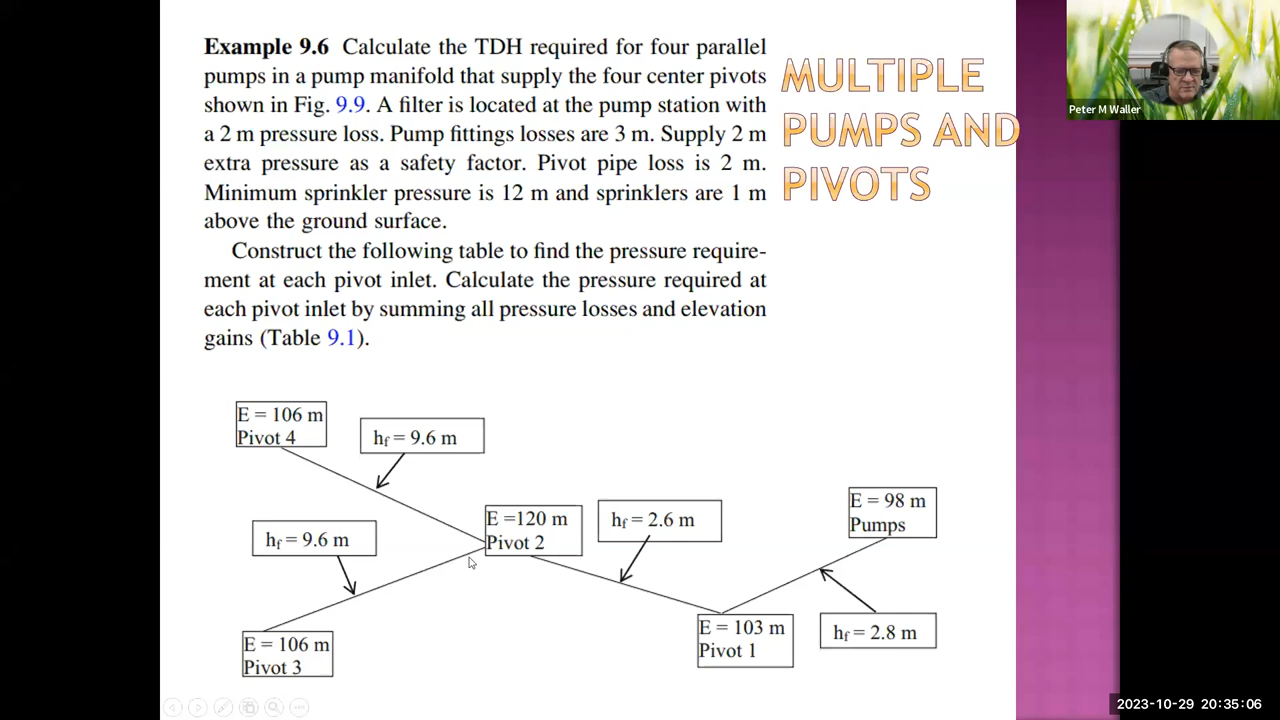 Example 9.6 Calculate the TDH required for four parallel
pumps in a pump manifold that supply the four center pivots
shown in Fig. 9.9. A filter is located at the pump station with
a 2 m pressure loss. Pump fittings losses are 3 m. Supply 2 m
extra pressure as a safety factor. Pivot pipe loss is 2 m.
Minimum sprinkler pressure is 12 m and sprinklers are 1 m
above the ground surface.
Construct the following table to find the pressure require-
ment at each pivot inlet. Calculate the pressure required at
each pivot inlet by summing all pressure losses and elevation
gains (Table 9.1).
MULTIPLE
PUMPS AND
PIVOTS
Peter M Waller
E = 106 m
Pivot 4
hf = 9.6 m
E = 98 m
Pumps
E =120 m
Pivot 2
hf = 2.6 m
hf = 9.6 m
E = 103 m
Pivot 1
hf = 2.8 m
E = 106 m
Pivot 3
2023-10-29 20:35:06